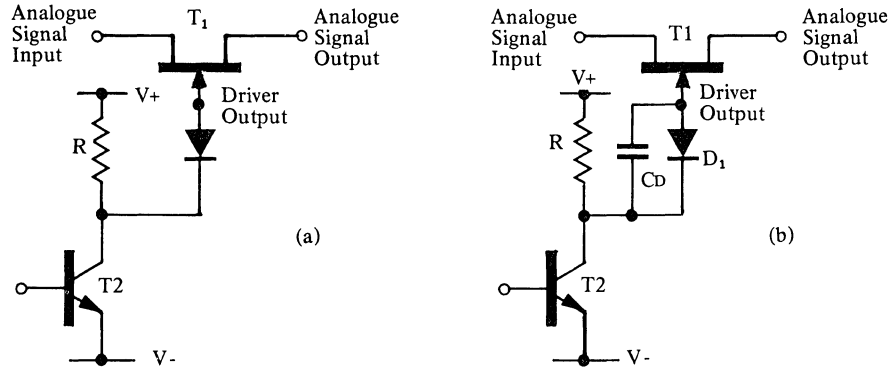 Analogue
Signal
Input
T₁
Analogue
Signal
Output
V+
Driver
Output
R
T2
V-
(a)
Analogue
Signal
Input
T1
Analogue
Signal
Output
V+
Driver
Output
R
CD
D₁
T2
V-
(b)